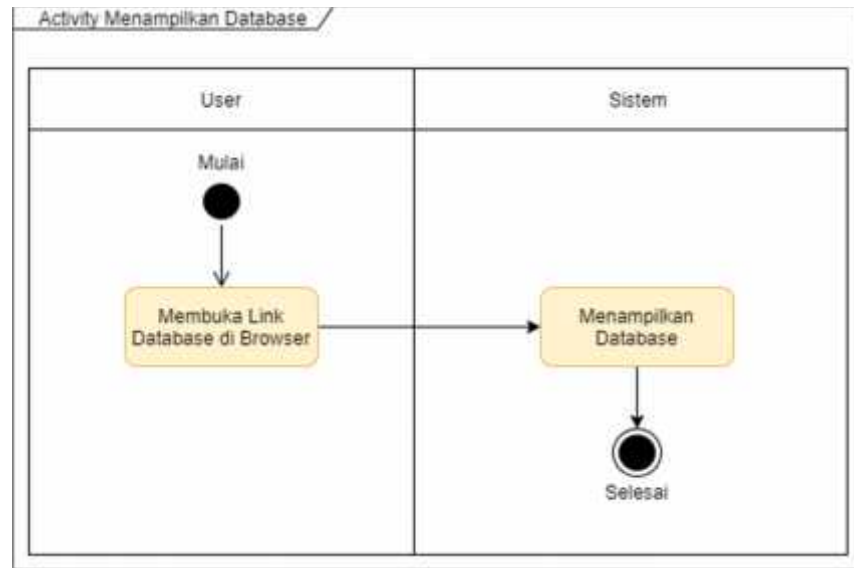 Activity Menampilkan Database
User
Sistem
Mulai
Membuka Link
Database di Browser
Menampilkan
Database
Selesai